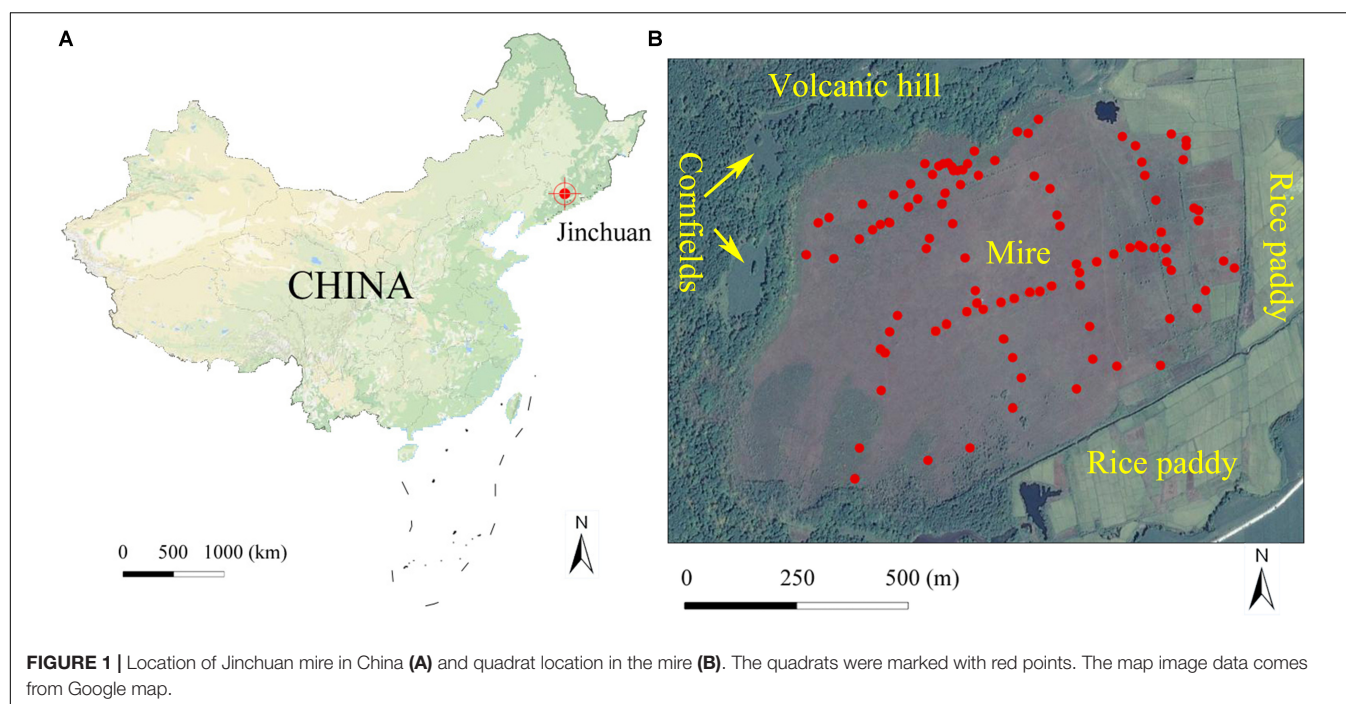 A
B
CHINA
Jinchuan
0 500 1000 (km)
N
Volcanic hill
Cornfields
Mire
Rice paddy
Rice paddy
0 250 500 (m)
N
FIGURE 1 | Location of Jinchuan mire in China (A) and quadrat location in the mire (B). The quadrats were marked with red points. The map image data comes
from Google map.